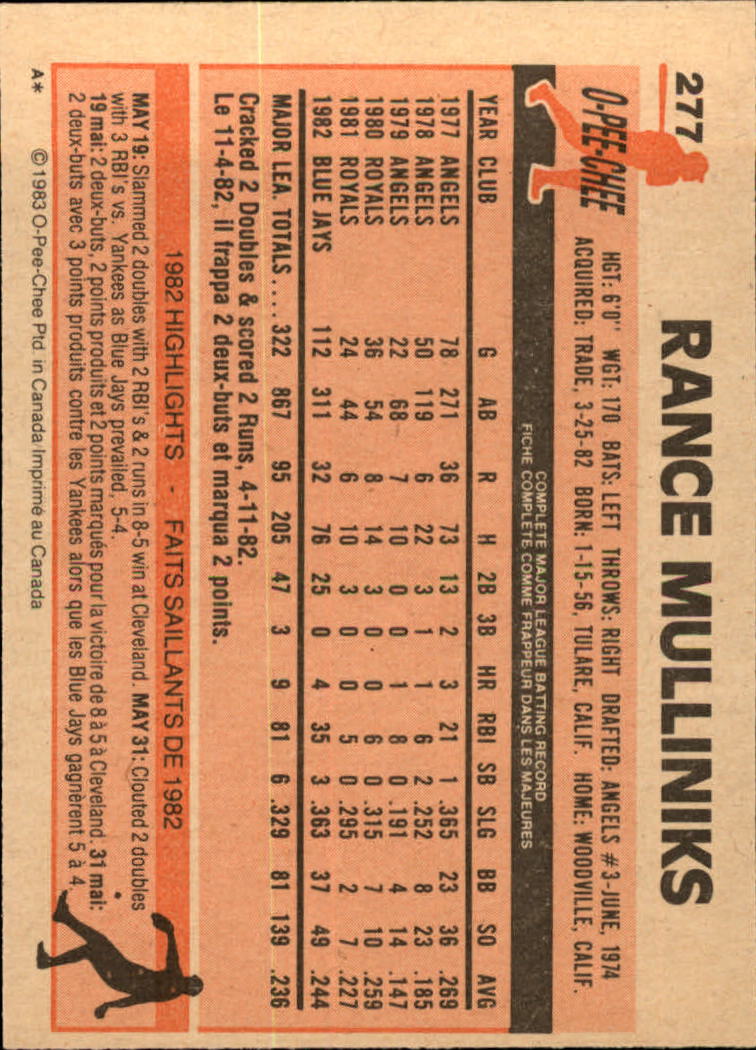 277
RANCE MULLINIKS
O-PEE-CHEE
HGT: 6'0" WGT: 170 BATS: LEFT THROWS: RIGHT DRAFTED: ANGELS #3-JUNE, 1974
ACQUIRED: TRADE, 3-25-82 BORN: 1-15-56, TULARE, CALIF. HOME: WOODVILLE, CALIF.
COMPLETE MAJOR LEAGUE BATTING RECORD
FICHE COMPLETE COMME FRAPPEUR DANS LES MAJEURES
YEAR CLUB G AB R H 2B 3B HR RBI SB SLG BB SO AVG
1977 ANGELS 78 271 36 73 13 2 3 21 1 .365 23 36 .269
1978 ANGELS 50 119 6 22 3 1 1 6 2 .252 8 23 .185
1979 ANGELS 22 68 7 10 0 0 1 8 0 .191 4 14 .147
1980 ROYALS 36 54 8 14 3 0 0 6 0 .315 7 10 .259
1981 ROYALS 24 44 6 10 3 0 0 5 0 .295 2 7 .227
1982 BLUE JAYS 112 311 32 76 25 0 4 35 3 .363 37 49 .244
MAJOR LEA. TOTALS .... 322 867 95 205 47 3 9 81 6 .329 81 139 .236
Cracked 2 Doubles & scored 2 Runs, 4-11-82.
Le 11-4-82, il frappa 2 deux-buts et marqua 2 points.
1982 HIGHLIGHTS - FAITS SAILLANTS DE 1982
MAY 19: Slammed 2 doubles with 2 RBI's & 2 runs in 8-5 win at Cleveland. MAY 31: Clouted 2 doubles
with 3 RBI's vs. Yankees as Blue Jays prevailed, 5-4.
19 mai: 2 deux-buts, 2 points produits et 2 points marqués pour la victoire de 8 à 5 à Cleveland. 31 mai:
2 deux-buts avec 3 points produits contre les Yankees alors que les Blue Jays gagnèrent 5 à 4.
A* ©1983 O-Pee-Chee Ptd. in Canada/Imprimé au Canada